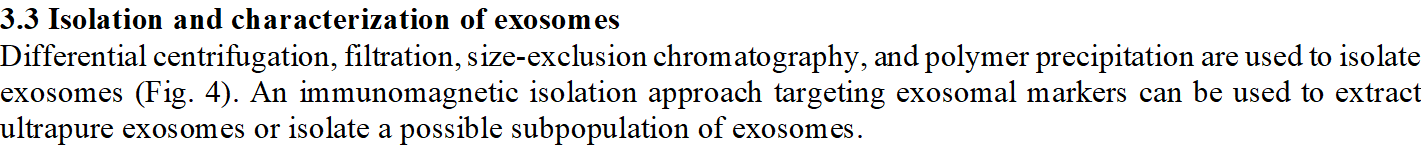 3.3 Isolation and characterization of exosomes
Differential centrifugation, filtration, size-exclusion chromatography, and polymer precipitation are used to isolate
exosomes (Fig. 4). An immunomagnetic isolation approach targeting exosomal markers can be used to extract
ultrapure exosomes or isolate a possible subpopulation of exosomes.